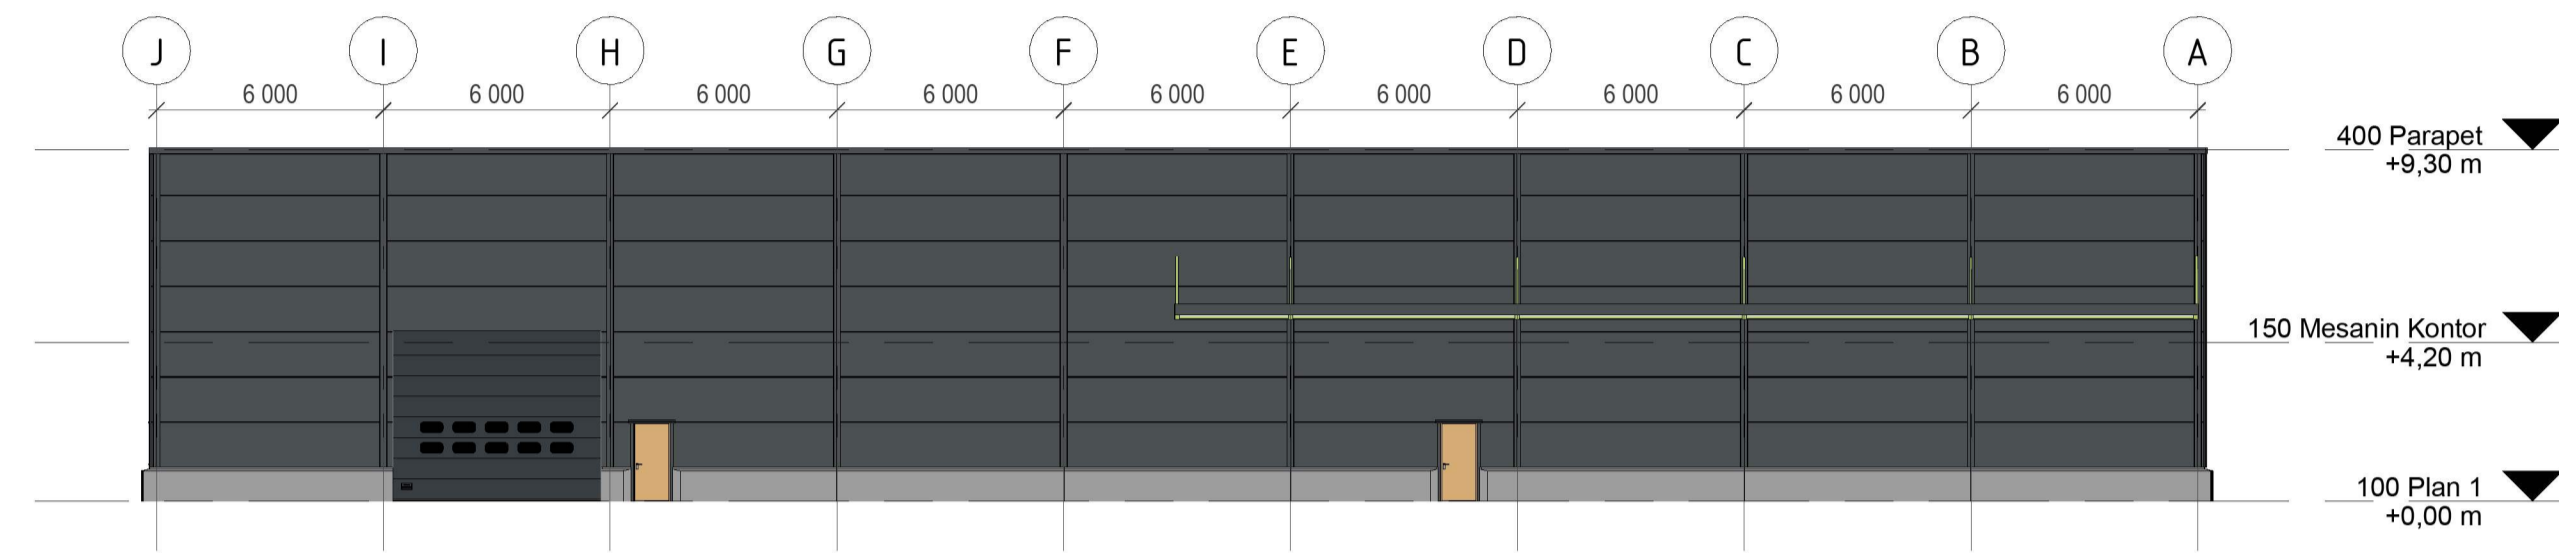 J I H G F E D C B A
6 000 6 000 6 000 6 000 6 000 6 000 6 000 6 000 6 000
400 Parapet
+9,30 m
150 Mesanin Kontor
+4,20 m
100 Plan 1
+0,00 m